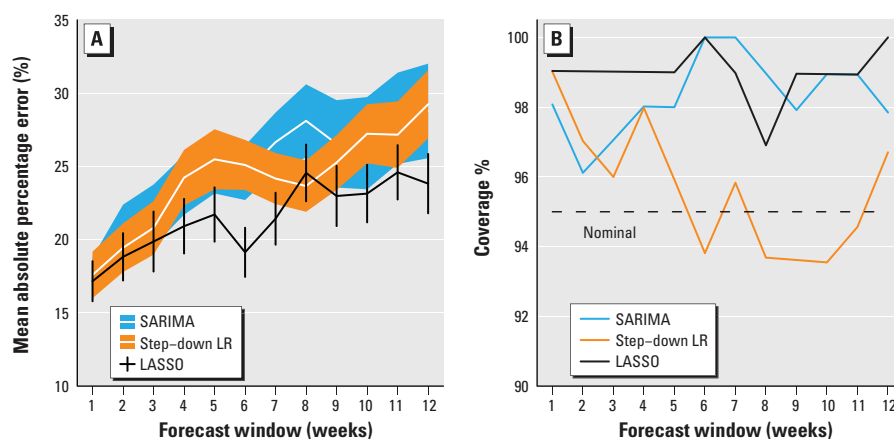 A
Mean absolute percentage error (%)
35
30
25
20
15
10
SARIMA
Step–down LR
LASSO
1 2 3 4 5 6 7 8 9 10 11 12
Forecast window (weeks)
B
Coverage %
100
98
96
94
92
90
Nominal
SARIMA
Step–down LR
LASSO
1 2 3 4 5 6 7 8 9 10 11 12
Forecast window (weeks)